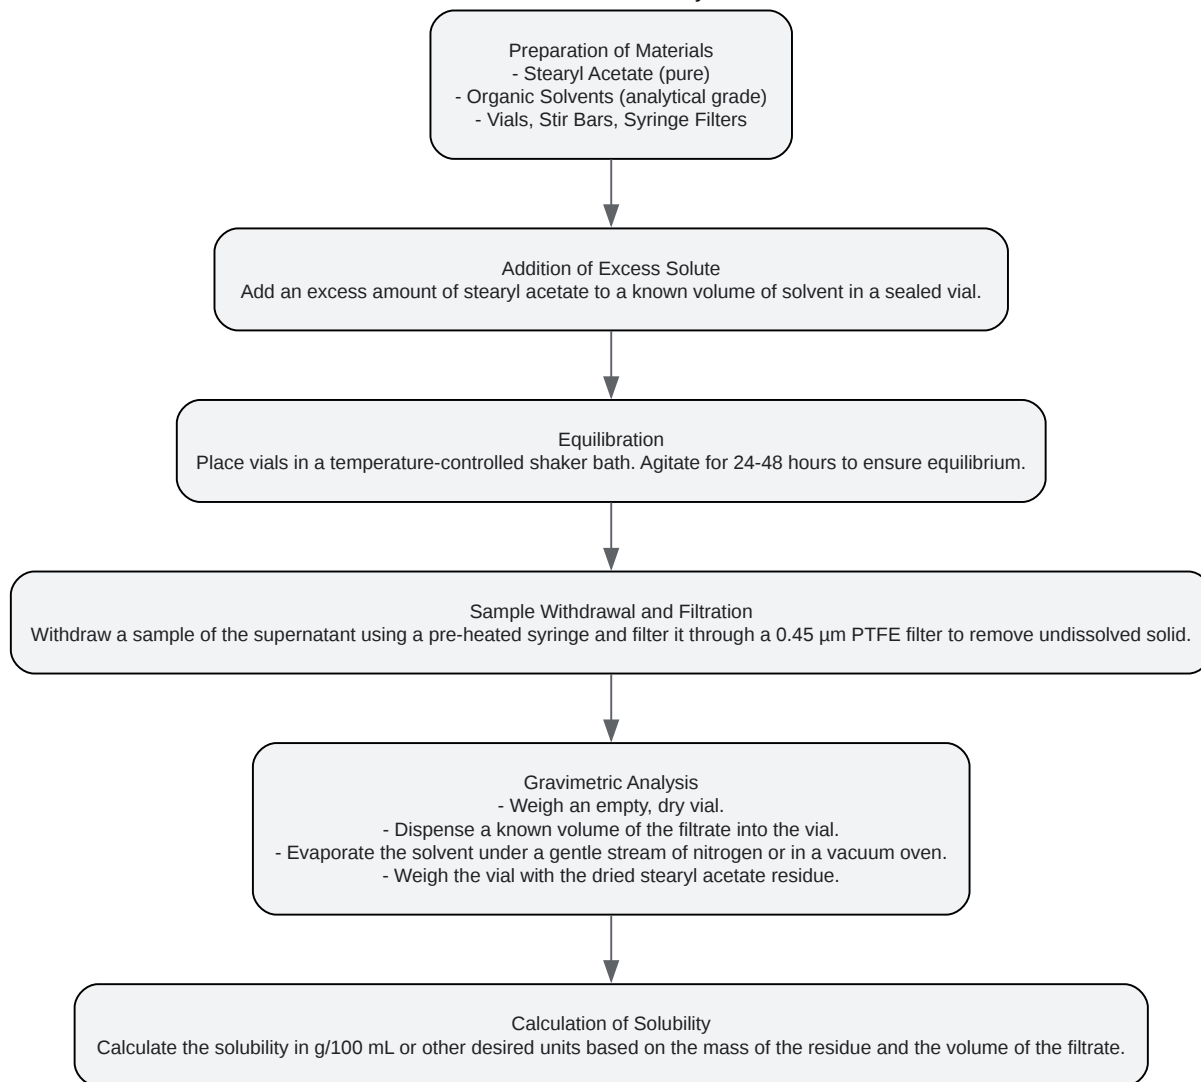 Preparation of Materials
- Stearyl Acetate (pure)
- Organic Solvents (analytical grade)
- Vials, Stir Bars, Syringe Filters
Addition of Excess Solute
Add an excess amount of stearyl acetate to a known volume of solvent in a sealed vial.
Equilibration
Place vials in a temperature-controlled shaker bath. Agitate for 24-48 hours to ensure equilibrium.
Sample Withdrawal and Filtration
Withdraw a sample of the supernatant using a pre-heated syringe and filter it through a 0.45 µm PTFE filter to remove undissolved solid.
Gravimetric Analysis
- Weigh an empty, dry vial.
- Dispense a known volume of the filtrate into the vial.
- Evaporate the solvent under a gentle stream of nitrogen or in a vacuum oven.
- Weigh the vial with the dried stearyl acetate residue.
Calculation of Solubility
Calculate the solubility in g/100 mL or other desired units based on the mass of the residue and the volume of the filtrate.